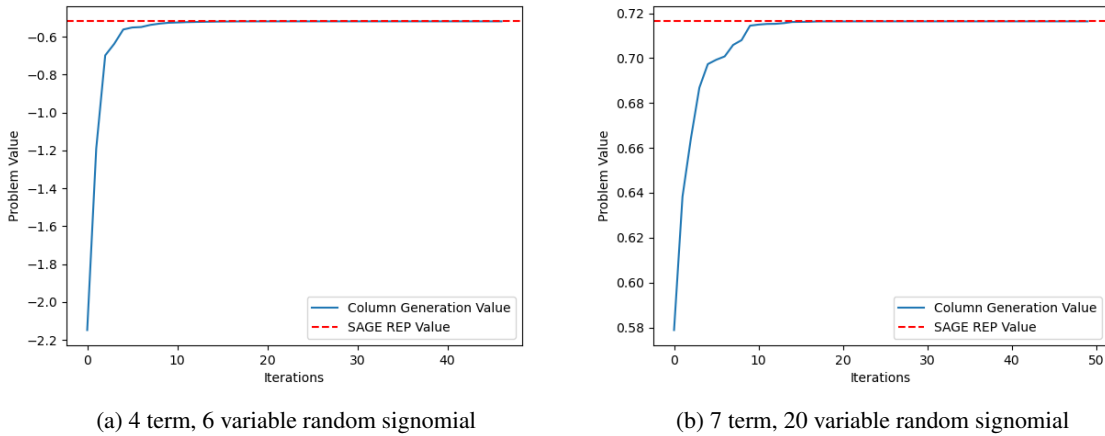 −0.6
−0.8
−1.0
−1.2
−1.4
−1.6
−1.8
−2.0
−2.2
Problem Value
0 10 20 30 40
Iterations
Column Generation Value
SAGE REP Value
(a) 4 term, 6 variable random signomial
0.72
0.70
0.68
0.66
0.64
0.62
0.60
0.58
Problem Value
0 10 20 30 40 50
Iterations
Column Generation Value
SAGE REP Value
(b) 7 term, 20 variable random signomial